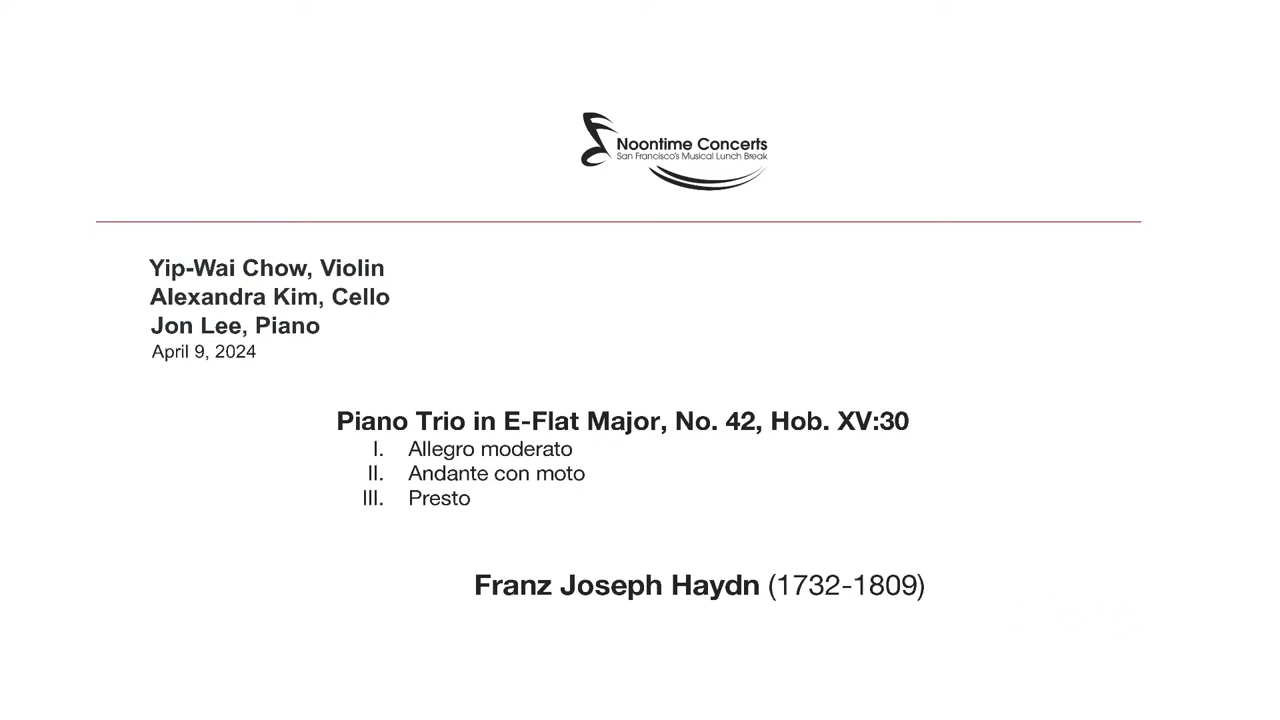 Noontime Concerts
San Francisco's Musical Lunch Break
Yip-Wai Chow, Violin
Alexandra Kim, Cello
Jon Lee, Piano
April 9, 2024
Piano Trio in E-Flat Major, No. 42, Hob. XV:30
I. Allegro moderato
II. Andante con moto
III. Presto
Franz Joseph Haydn (1732-1809)